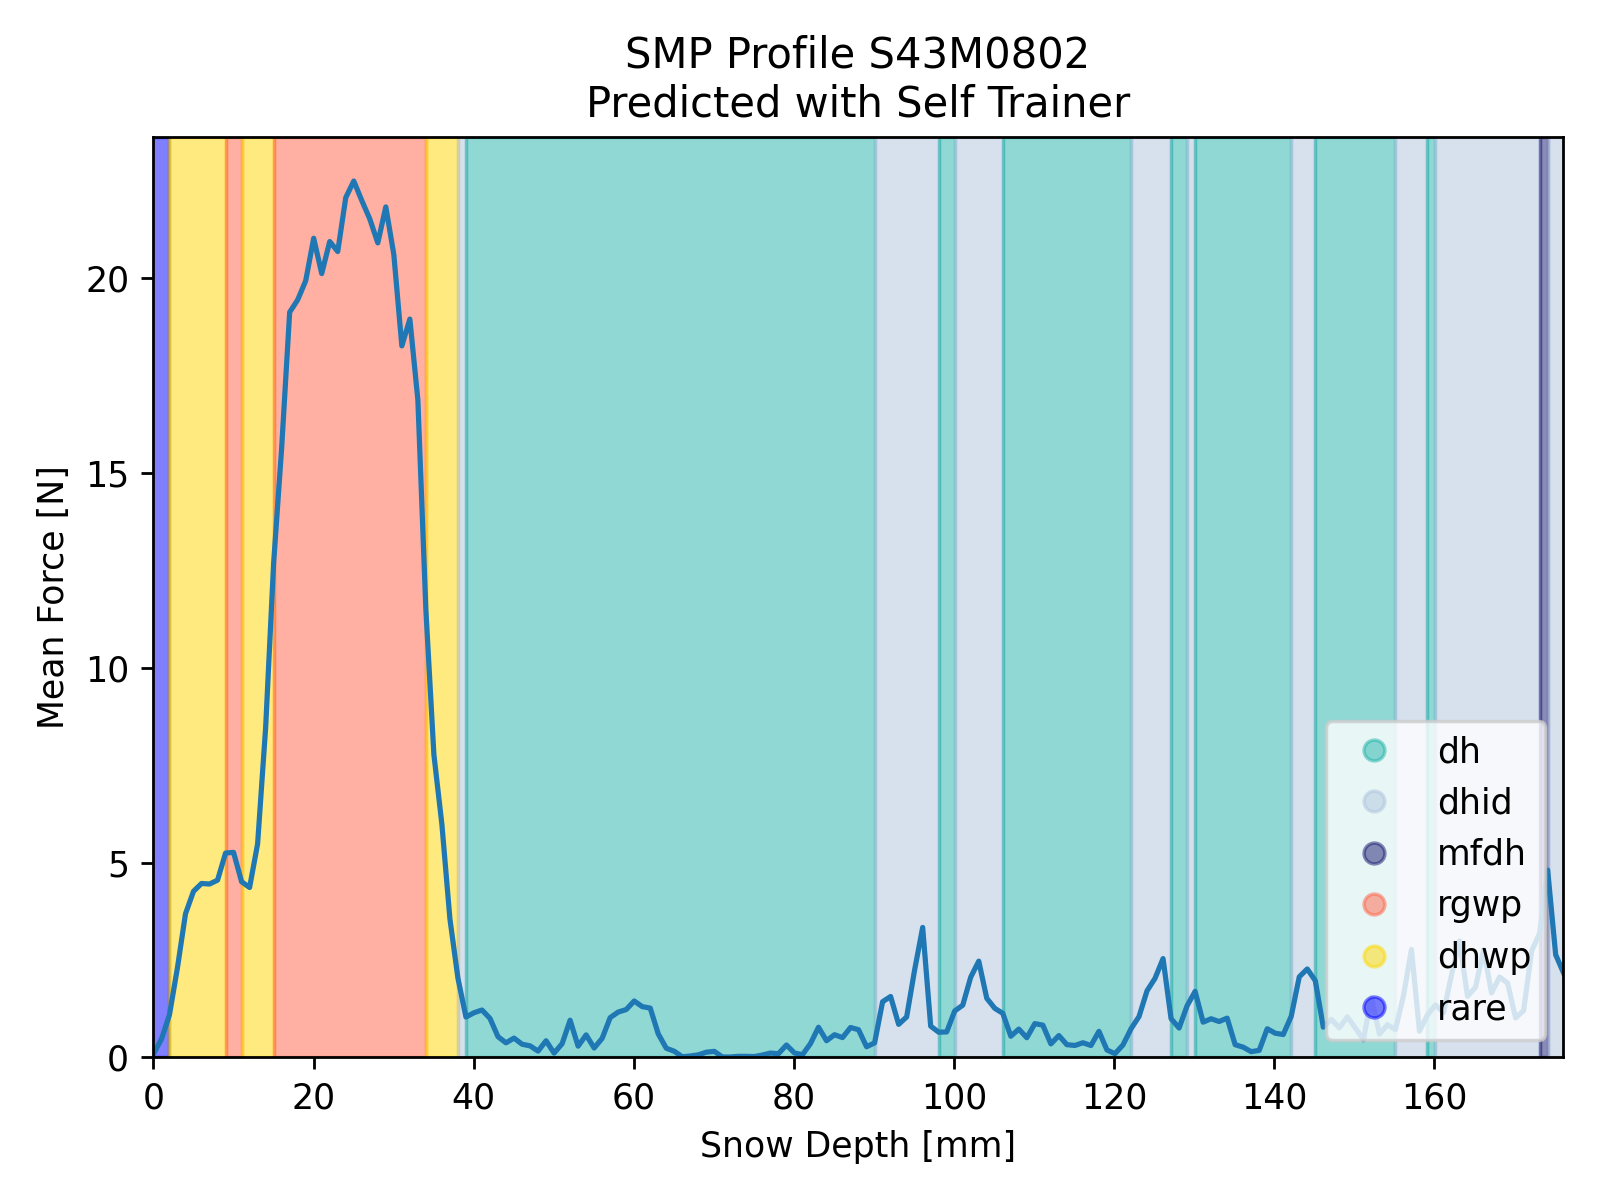 SMP Profile S43M0802
Predicted with Self Trainer
Mean Force [N]
20
15
10
5
0
dh
dhid
mfdh
rgwp
dhwp
rare
0 20 40 60 80 100 120 140 160
Snow Depth [mm]